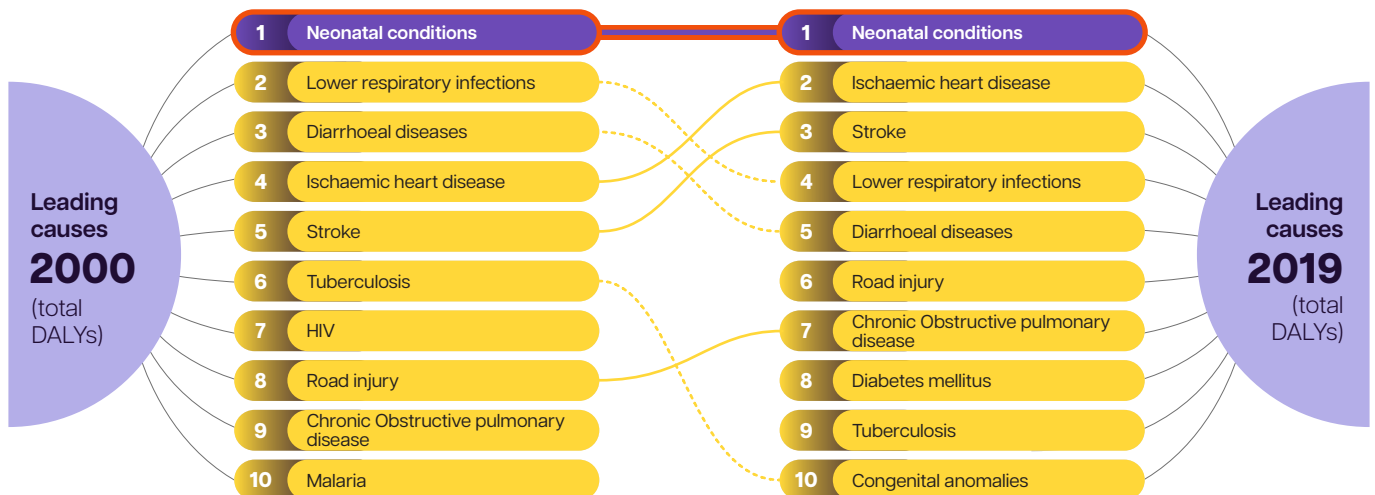 Leading
causes
2000
(total
DALYs)
1 Neonatal conditions
2 Lower respiratory infections
3 Diarrhoeal diseases
4 Ischaemic heart disease
5 Stroke
6 Tuberculosis
7 HIV
8 Road injury
9 Chronic Obstructive pulmonary
disease
10 Malaria
1 Neonatal conditions
2 Ischaemic heart disease
3 Stroke
4 Lower respiratory infections
5 Diarrhoeal diseases
6 Road injury
7 Chronic Obstructive pulmonary
disease
8 Diabetes mellitus
9 Tuberculosis
10 Congenital anomalies
Leading
causes
2019
(total
DALYs)